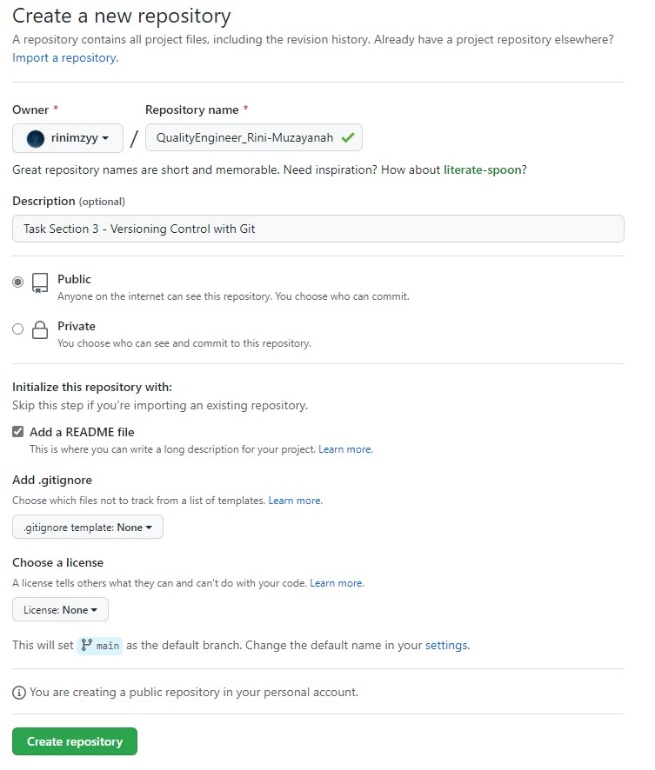 Create a new repository
A repository contains all project files, including the revision history. Already have a project repository elsewhere?
Import a repository.
Owner *
Repository name *
rinimzyy
/
QualityEngineer_Rini-Muzayanah
Great repository names are short and memorable. Need inspiration? How about literate-spoon?
Description (optional)
Task Section 3 - Versioning Control with Git
Public
Anyone on the internet can see this repository. You choose who can commit.
Private
You choose who can see and commit to this repository.
Initialize this repository with:
Skip this step if you're importing an existing repository.
Add a README file
This is where you can write a long description for your project. Learn more.
Add .gitignore
Choose which files not to track from a list of templates. Learn more.
.gitignore template: None
Choose a license
A license tells others what they can and can't do with your code. Learn more.
License: None
This will set main as the default branch. Change the default name in your settings.
You are creating a public repository in your personal account.
Create repository